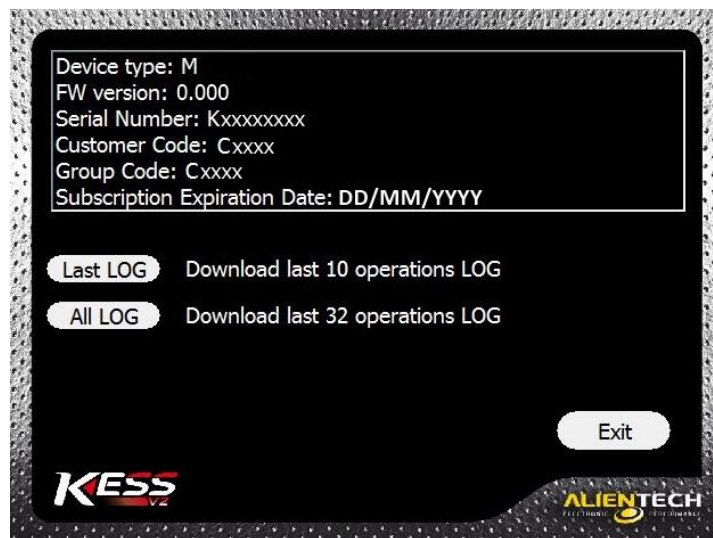 Device type: M
FW version: 0.000
Serial Number: Kxxxxxxxx
Customer Code: Cxxxx
Group Code: Cxxxx
Subscription Expiration Date: DD/MM/YYYY
Last LOG Download last 10 operations LOG
All LOG Download last 32 operations LOG
Exit
KESS
V2
ALIENTECH
ELECTRONIC PERFORMANCE